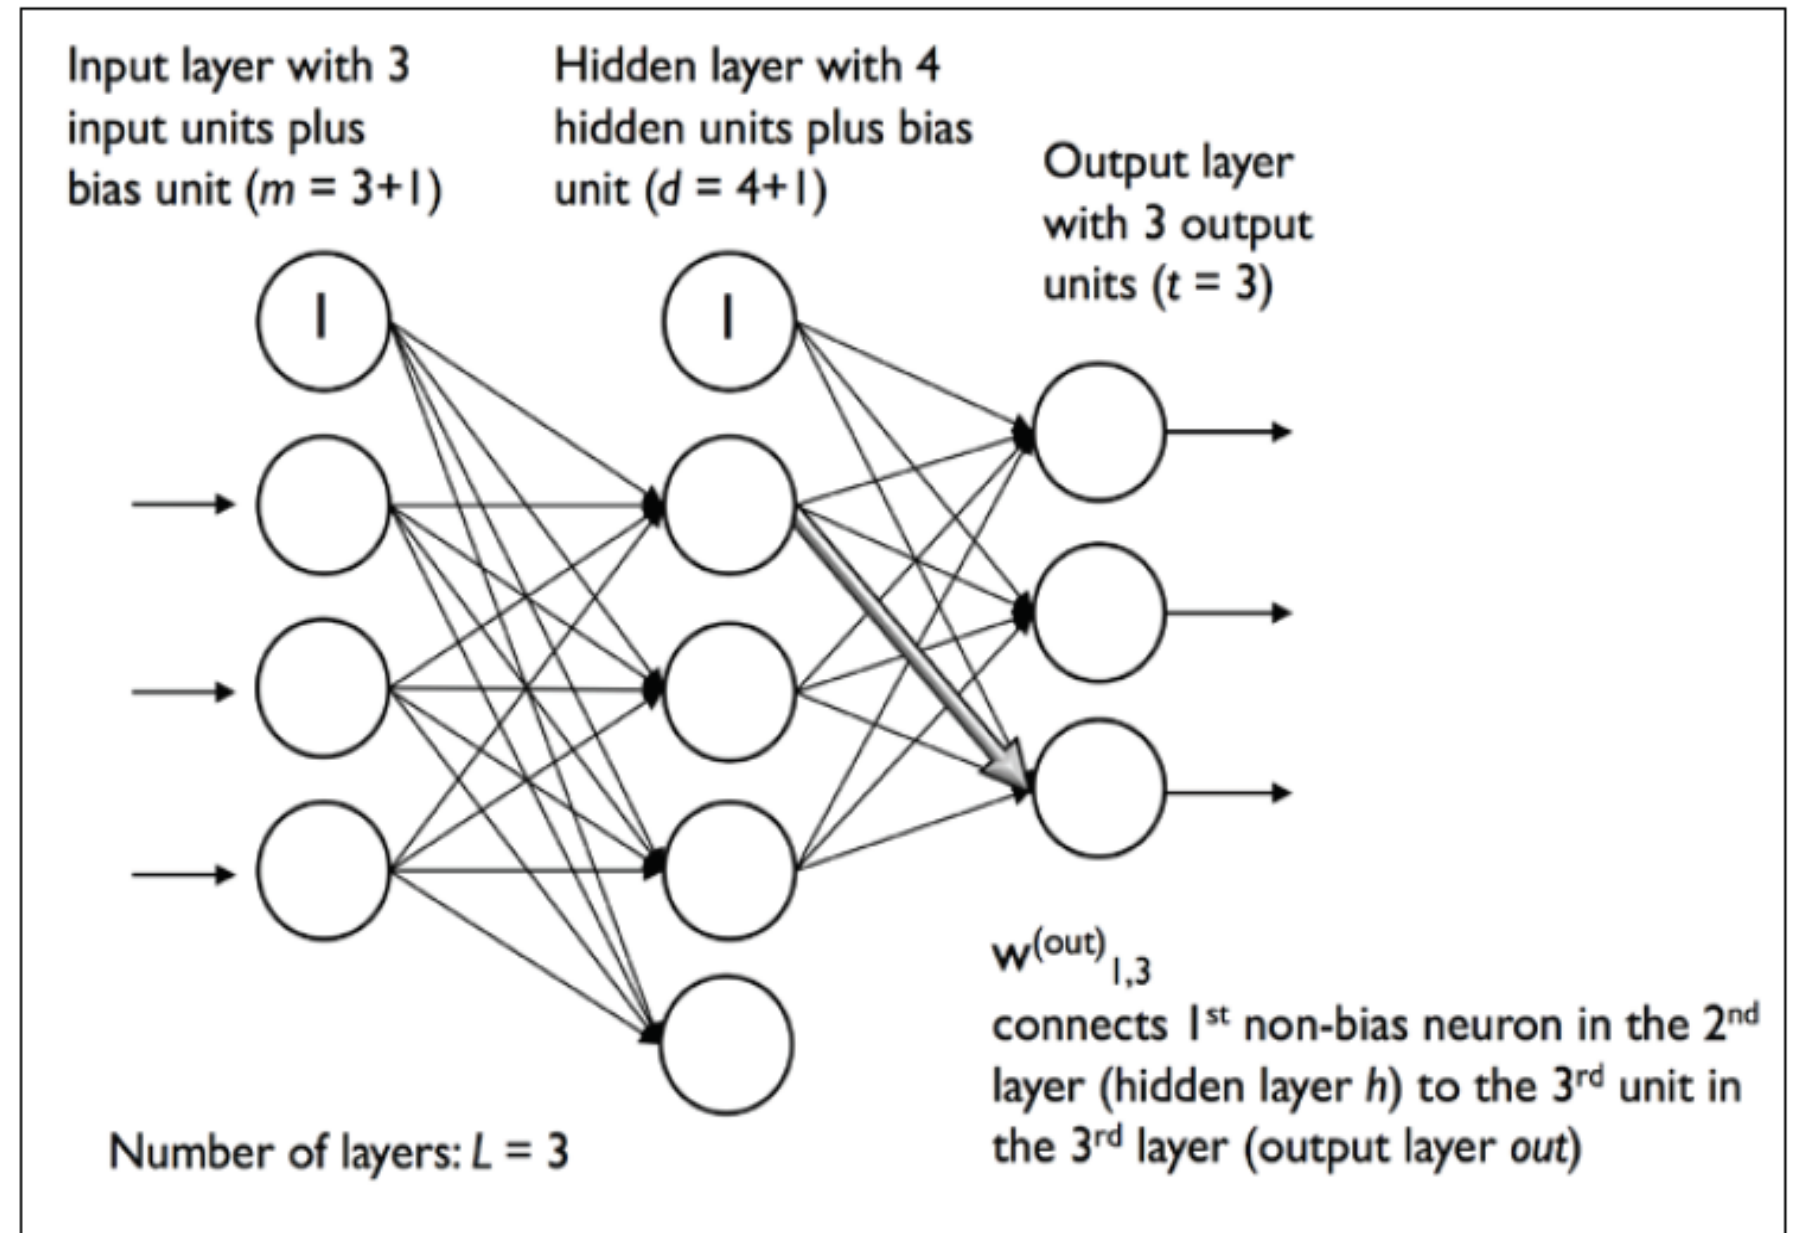 Input layer with 3
input units plus
bias unit (m = 3+1)
Hidden layer with 4
hidden units plus bias
unit (d = 4+1)
Output layer
with 3 output
units (t = 3)
1
1
w(out)1,3
connects 1st non-bias neuron in the 2nd
layer (hidden layer h) to the 3rd unit in
the 3rd layer (output layer out)
Number of layers: L = 3